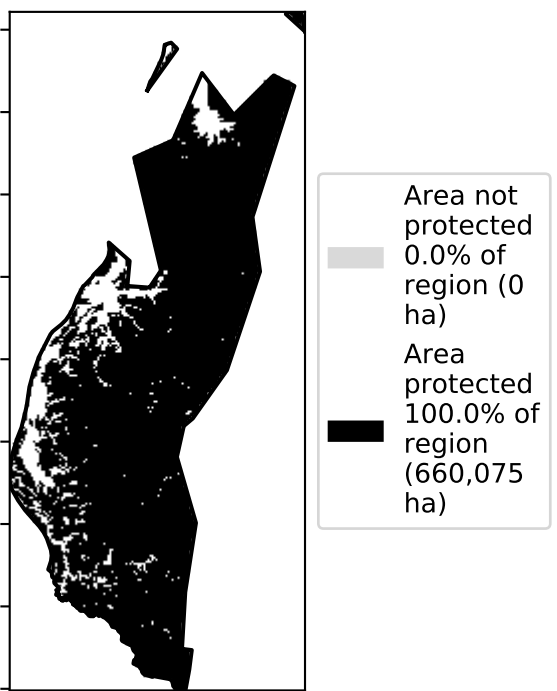 Area not
protected
0.0% of
region (0
ha)
Area
protected
100.0% of
region
(660,075
ha)